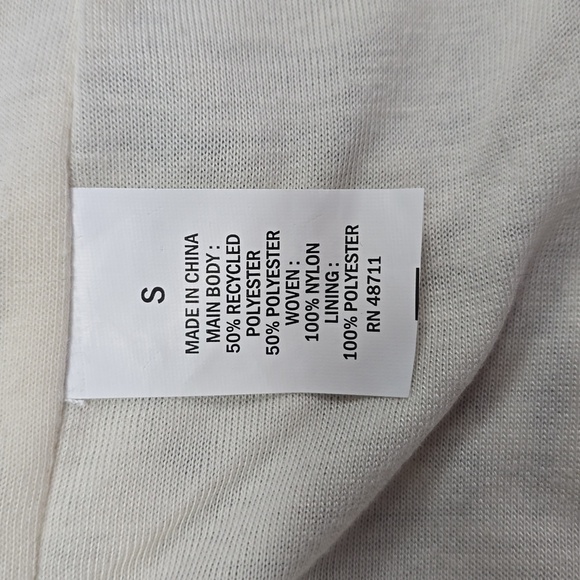 S
MADE IN CHINA
MAIN BODY :
50% RECYCLED
POLYESTER
50% POLYESTER
WOVEN :
100% NYLON
LINING :
100% POLYESTER
RN 48711